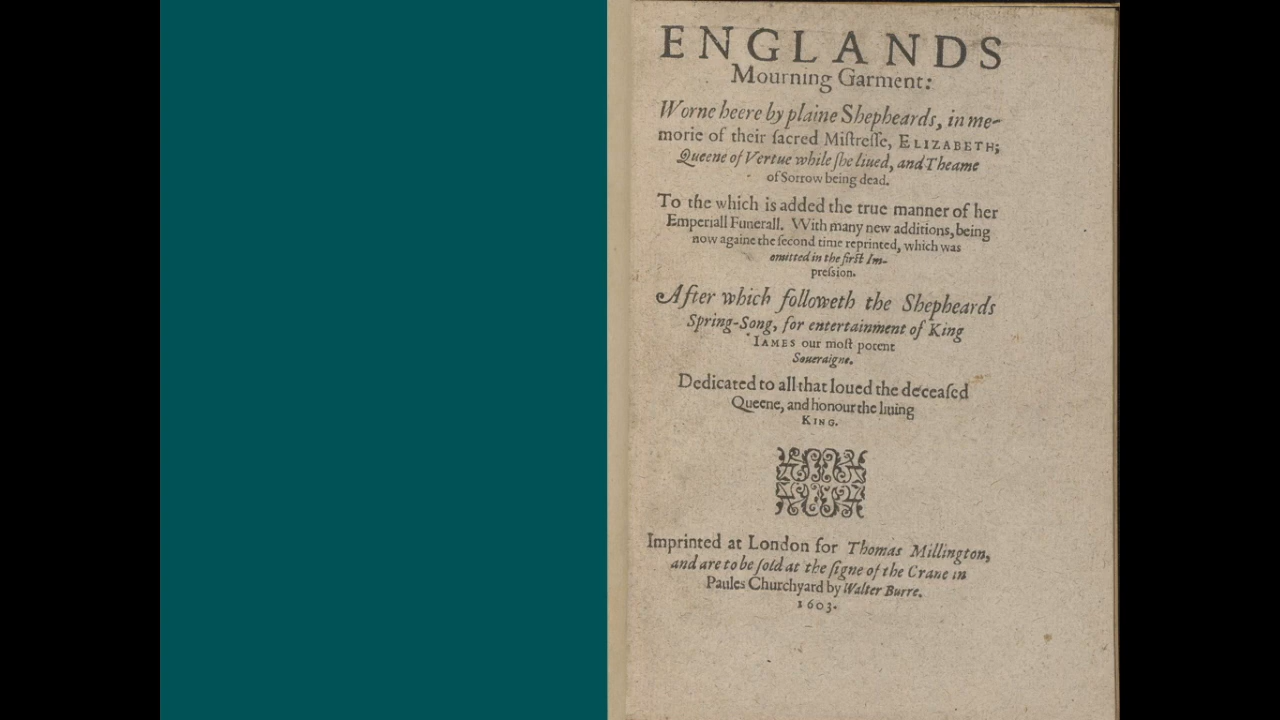 ENGLANDS
Mourning Garment:
Worne heere by plaine Shepheards, in me-
morie of their ſacred Miſtreſſe, ELIZABETH;
Queene of Vertue while ſhe liued, and Theame
of Sorrow being dead.
To the which is added the true manner of her
Emperiall Funerall. With many new additions, being
now againe the ſecond time reprinted, which was
omitted in the firſt Im-
preſsion.
After which followeth the Shepheards
Spring-Song, for entertainment of King
IAMES our moſt potent
Soueraigne.
Dedicated to all that loued the deceaſed
Queene, and honour the liuing
KING.
Imprinted at London for Thomas Millington,
and are to be ſold at the ſigne of the Crane in
Paules Churchyard by Walter Burre.
1603.